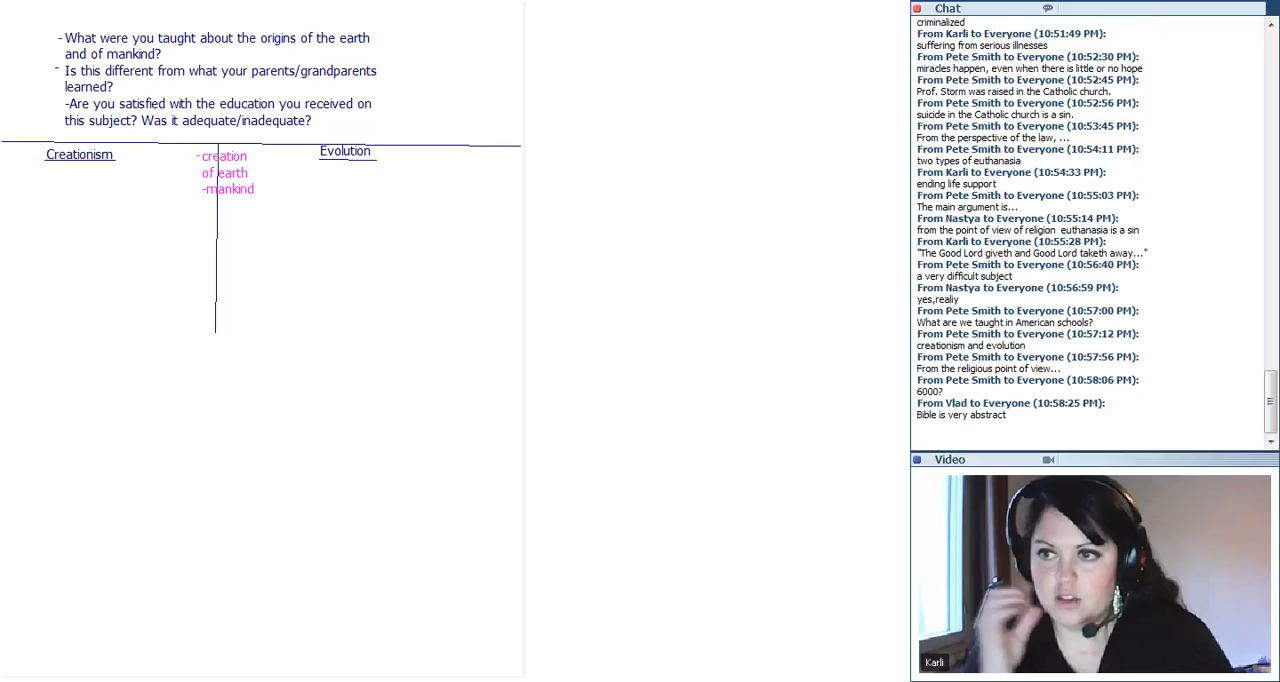 - What were you taught about the origins of the earth
and of mankind?
- Is this different from what your parents/grandparents
learned?
-Are you satisfied with the education you received on
this subject? Was it adequate/inadequate?
Creationism
- creation
of earth
-mankind
Evolution
Chat
criminalized
From Karli to Everyone (10:51:49 PM):
suffering from serious illnesses
From Pete Smith to Everyone (10:52:30 PM):
miracles happen, even when there is little or no hope
From Pete Smith to Everyone (10:52:45 PM):
Prof. Storm was raised in the Catholic church.
From Pete Smith to Everyone (10:52:56 PM):
suicide in the Catholic church is a sin.
From Pete Smith to Everyone (10:53:45 PM):
From the perspective of the law, ...
From Pete Smith to Everyone (10:54:11 PM):
two types of euthanasia
From Karli to Everyone (10:54:33 PM):
ending life support
From Pete Smith to Everyone (10:55:03 PM):
The main argument is...
From Nastya to Everyone (10:55:14 PM):
from the point of view of religion euthanasia is a sin
From Karli to Everyone (10:55:28 PM):
"The Good Lord giveth and Good Lord taketh away..."
From Pete Smith to Everyone (10:56:40 PM):
a very difficult subject
From Nastya to Everyone (10:56:59 PM):
yes,realiy
From Pete Smith to Everyone (10:57:00 PM):
What are we taught in American schools?
From Pete Smith to Everyone (10:57:12 PM):
creationism and evolution
From Pete Smith to Everyone (10:57:56 PM):
From the religious point of view...
From Pete Smith to Everyone (10:58:06 PM):
6000?
From Vlad to Everyone (10:58:25 PM):
Bible is very abstract
Video
Karli